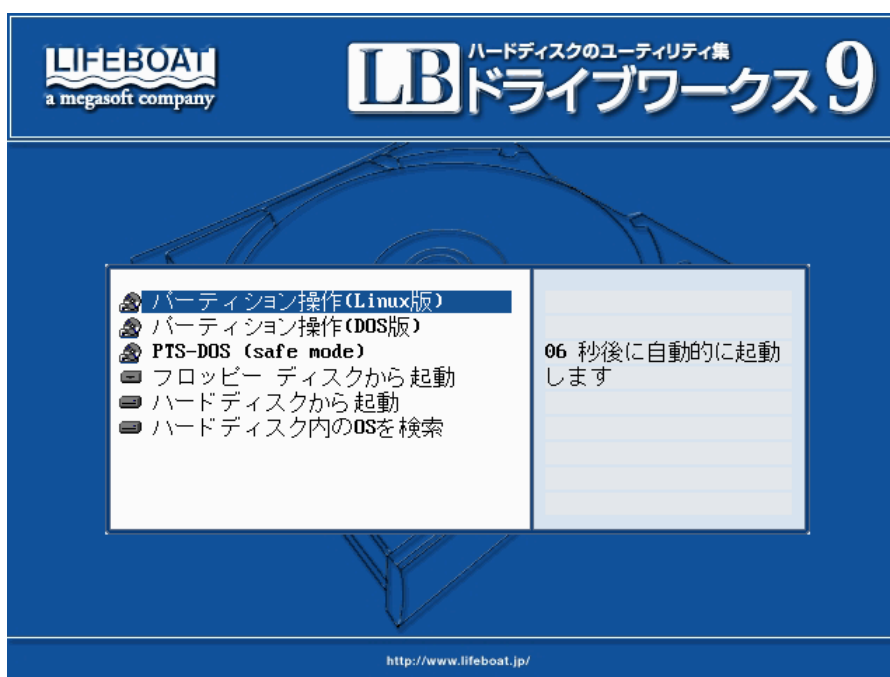 LIFEBOAT
a megasoft company
LB
ハードディスクのユーティリティ集
ドライブワークス 9
パーティション操作(Linux版)
パーティション操作(DOS版)
PTS-DOS (safe mode)
フロッピー ディスクから起動
ハードディスクから起動
ハードディスク内のOSを検索
06 秒後に自動的に起動
します
http://www.lifeboat.jp/